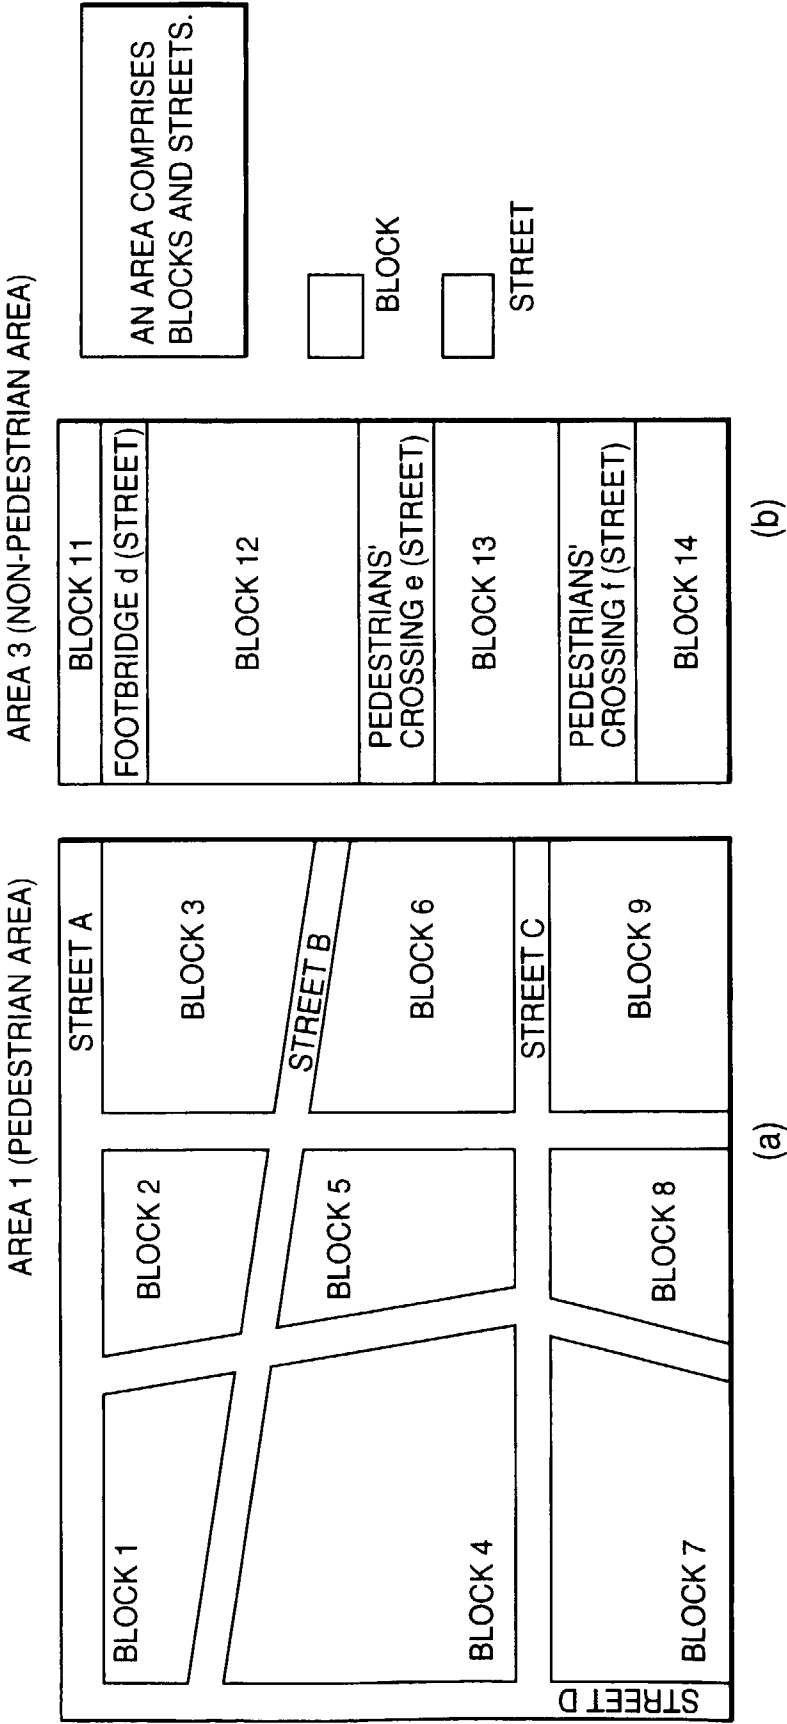 AREA 1 (PEDESTRIAN AREA)
STREET A
BLOCK 1
BLOCK 2
BLOCK 3
STREET B
BLOCK 4
BLOCK 5
BLOCK 6
STREET C
BLOCK 7
BLOCK 8
BLOCK 9
STREET D
(a)
AREA 3 (NON-PEDESTRIAN AREA)
BLOCK 11
FOOTBRIDGE d (STREET)
BLOCK 12
PEDESTRIANS'
CROSSING e (STREET)
BLOCK 13
PEDESTRIANS'
CROSSING f (STREET)
BLOCK 14
(b)
AN AREA COMPRISES
BLOCKS AND STREETS.
BLOCK
STREET